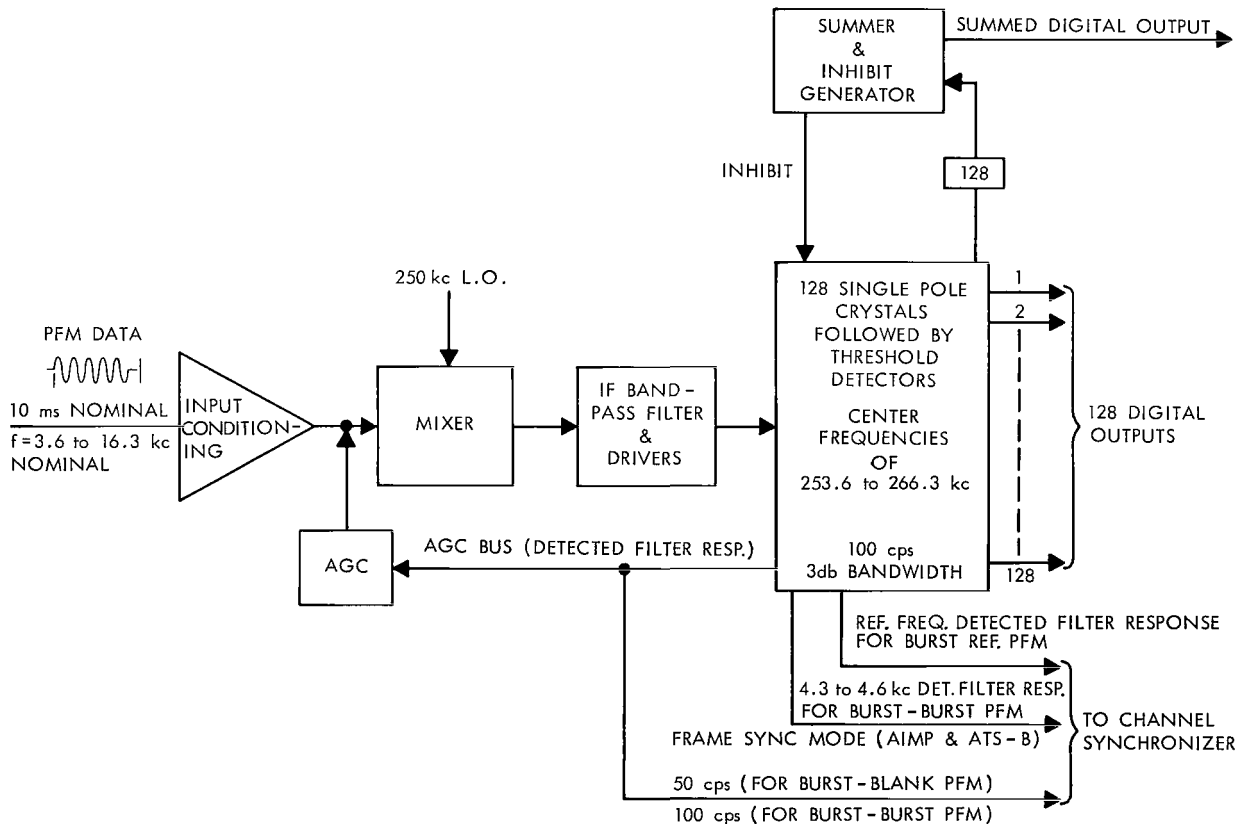 SUMMER
&
INHIBIT
GENERATOR
SUMMED DIGITAL OUTPUT
INHIBIT
128
250 kc L.O.
PFM DATA
10 ms NOMINAL
f=3.6 to 16.3 kc
NOMINAL
INPUT
CONDITION-
ING
MIXER
IF BAND-
PASS FILTER
&
DRIVERS
128 SINGLE POLE
CRYSTALS
FOLLOWED BY
THRESHOLD
DETECTORS
CENTER
FREQUENCIES
OF
253.6 to 266.3 kc
100 cps
3db BANDWIDTH
1
2
128
128 DIGITAL
OUTPUTS
AGC
AGC BUS (DETECTED FILTER RESP.)
REF. FREQ. DETECTED FILTER RESPONSE
FOR BURST REF. PFM
4.3 to 4.6 kc DET. FILTER RESP.
FOR BURST-BURST PFM
FRAME SYNC MODE (AIMP & ATS-B)
TO CHANNEL
SYNCHRONIZER
50 cps (FOR BURST-BLANK PFM)
100 cps (FOR BURST-BURST PFM)